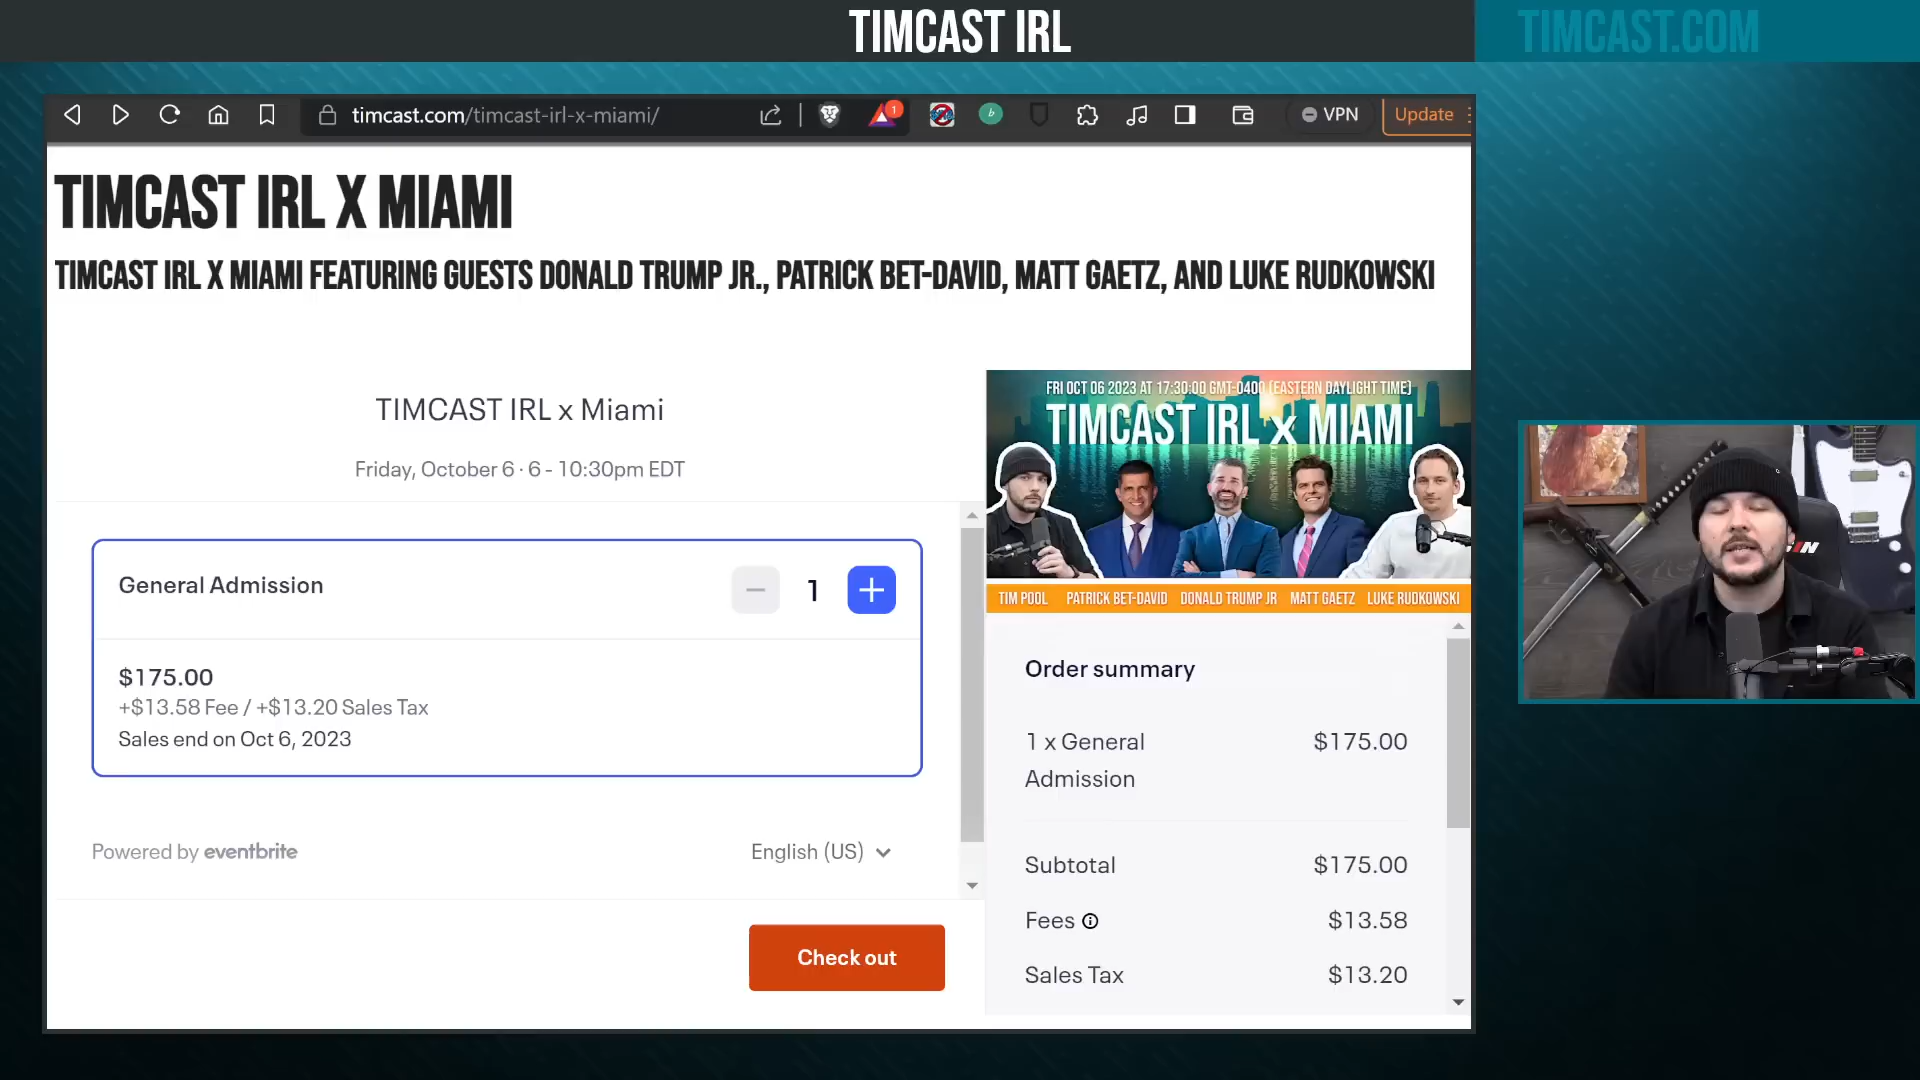 TIMCAST IRL
TIMCAST.COM
timcast.com/timcast-irl-x-miami/
1
b
VPN
Update
TIMCAST IRL X MIAMI
TIMCAST IRL X MIAMI FEATURING GUESTS DONALD TRUMP JR., PATRICK BET-DAVID, MATT GAETZ, AND LUKE RUDKOWSKI
TIMCAST IRL x Miami
Friday, October 6 · 6 - 10:30pm EDT
General Admission
1
$175.00
+$13.58 Fee / +$13.20 Sales Tax
Sales end on Oct 6, 2023
Powered by eventbrite
English (US)
Check out
FRI OCT 06 2023 AT 17:30:00 GMT-0400 (EASTERN DAYLIGHT TIME)
TIMCAST IRL x MIAMI
TIM POOL PATRICK BET-DAVID DONALD TRUMP JR MATT GAETZ LUKE RUDKOWSKI
Order summary
1 x General $175.00
Admission
Subtotal $175.00
Fees $13.58
Sales Tax $13.20